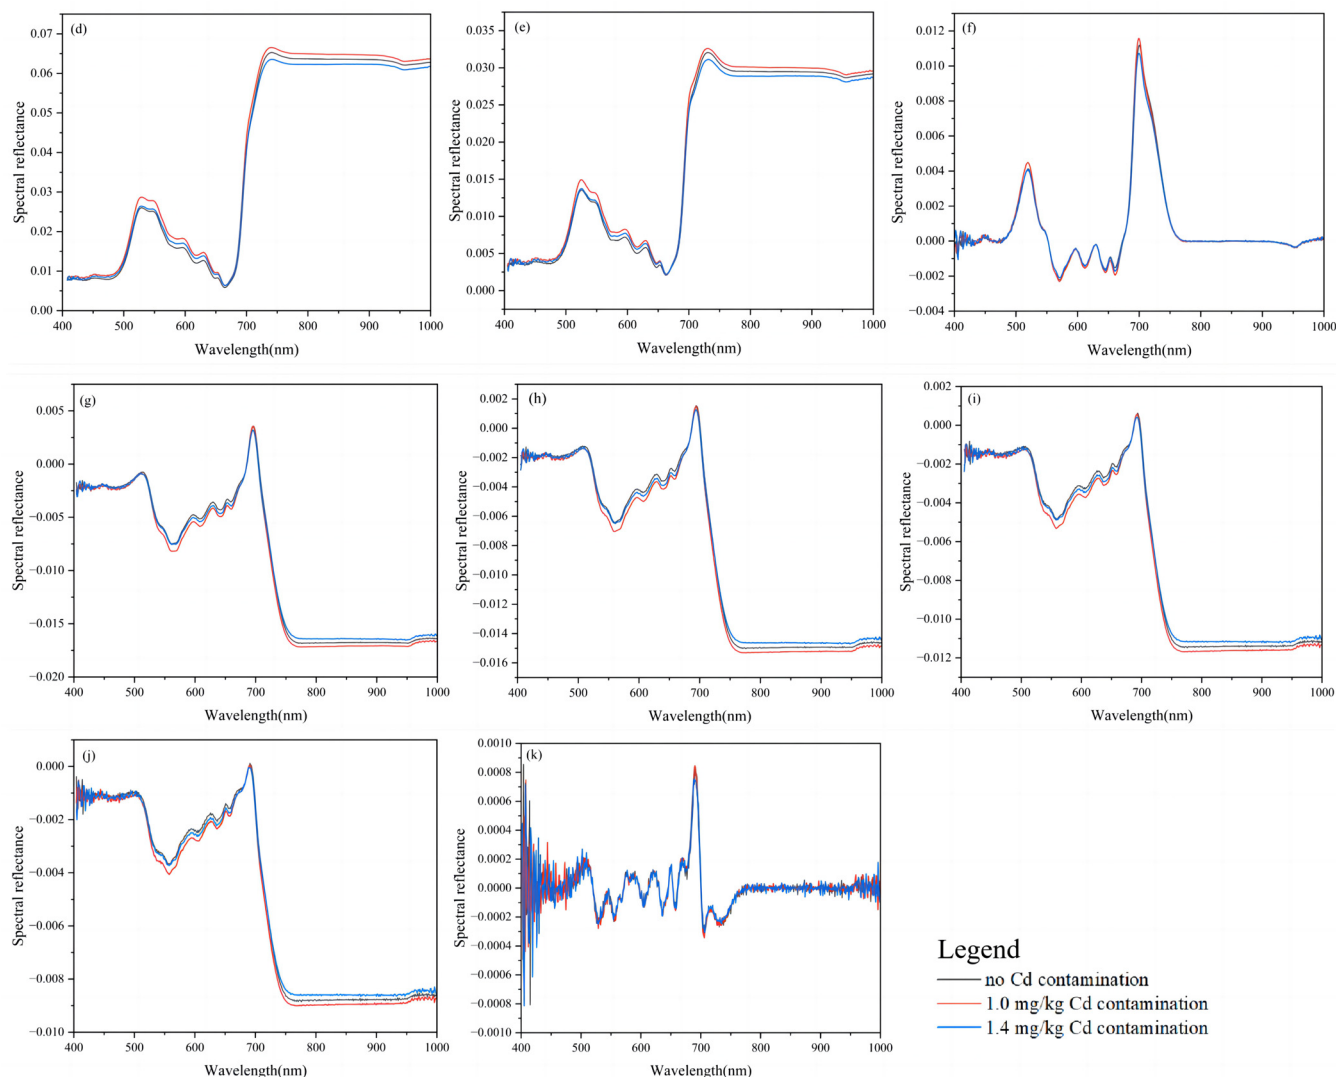 (d)
0.07
0.06
0.05
0.04
0.03
0.02
0.01
0.00
Spectral reflectance
400 500 600 700 800 900 1000
Wavelength(nm)
(e)
0.035
0.030
0.025
0.020
0.015
0.010
0.005
0.000
Spectral reflectance
400 500 600 700 800 900 1000
Wavelength(nm)
(f)
0.012
0.010
0.008
0.006
0.004
0.002
0.000
−0.002
−0.004
Spectral reflectance
400 500 600 700 800 900 1000
Wavelength(nm)
(g)
0.005
0.000
−0.005
−0.010
−0.015
−0.020
Spectral reflectance
400 500 600 700 800 900 1000
Wavelength(nm)
(h)
0.002
0.000
−0.002
−0.004
−0.006
−0.008
−0.010
−0.012
−0.014
−0.016
Spectral reflectance
400 500 600 700 800 900 1000
Wavelength(nm)
(i)
0.002
0.000
−0.002
−0.004
−0.006
−0.008
−0.010
−0.012
Spectral reflectance
400 500 600 700 800 900 1000
Wavelength(nm)
(j)
0.000
−0.002
−0.004
−0.006
−0.008
−0.010
Spectral reflectance
400 500 600 700 800 900 1000
Wavelength(nm)
(k)
0.0010
0.0008
0.0006
0.0004
0.0002
0.0000
−0.0002
−0.0004
−0.0006
−0.0008
−0.0010
Spectral reflectance
400 500 600 700 800 900 1000
Wavelength(nm)
Legend
no Cd contamination
1.0 mg/kg Cd contamination
1.4 mg/kg Cd contamination